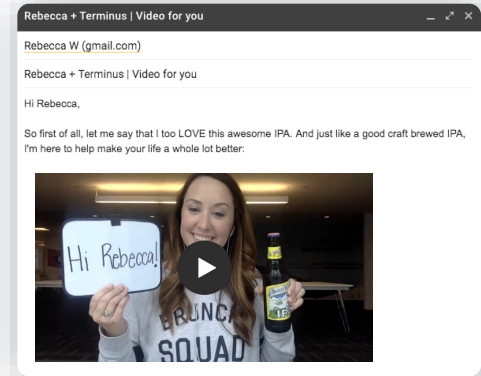 Rebecca + Terminus | Video for you
Rebecca W (gmail.com)
Rebecca + Terminus | Video for you
Hi Rebecca,
So first of all, let me say that I too LOVE this awesome IPA. And just like a good craft brewed IPA,
I'm here to help make your life a whole lot better:
Hi Rebecca!
BRUNCH
SQUAD
IPA